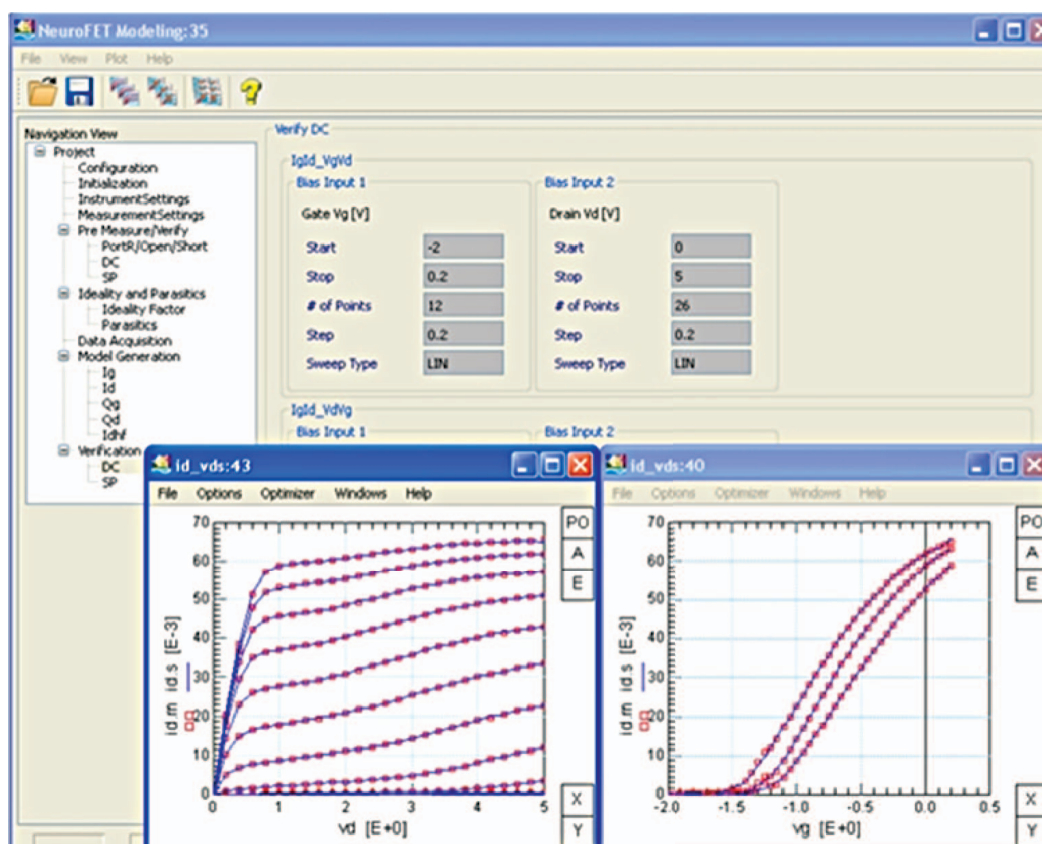 NeuroFET Modeling:35
File View Plot Help
Navigation View
Project
Configuration
Initialization
InstrumentSettings
MeasurementSettings
Pre Measure/Verify
PortR/Open/Short
DC
SP
Ideality and Parasitics
Ideality Factor
Parasitics
Data Acquisition
Model Generation
Ig
Id
Qg
Qd
Idhf
Verification
DC
SP
Verify DC
IgId_VgVd
Bias Input 1
Gate Vg [V]
Start -2
Stop 0.2
# of Points 12
Step 0.2
Sweep Type LIN
Bias Input 2
Drain Vd [V]
Start 0
Stop 5
# of Points 26
Step 0.2
Sweep Type LIN
IgId_VdVg
Bias Input 1 Bias Input 2
id_vds:43
File Options Optimizer Windows Help
70
60
50
40
30
20
10
0
id.m id.s [E-3]
0 1 2 3 4 5
vd [E+0]
PO
A
E
X
Y
id_vds:40
File Options Optimizer Windows Help
70
60
50
40
30
20
10
0
id.m id.s [E-3]
-2.0 -1.5 -1.0 -0.5 0.0 0.5
vg [E+0]
PO
A
E
X
Y